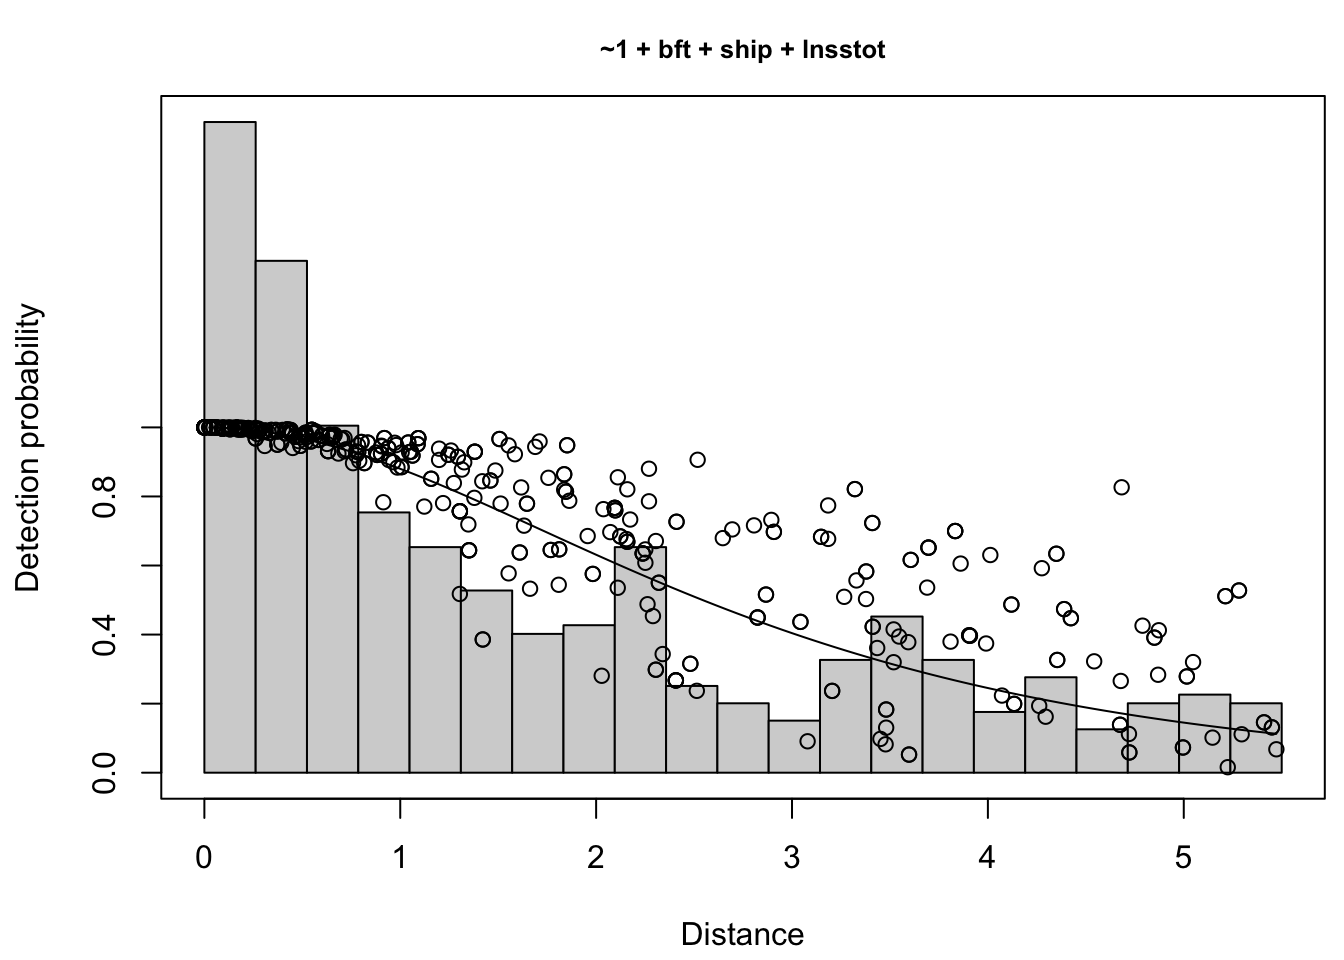 ~1 + bft + ship + lnsstot
Detection probability
0.8
0.4
0.0
0 1 2 3 4 5
Distance